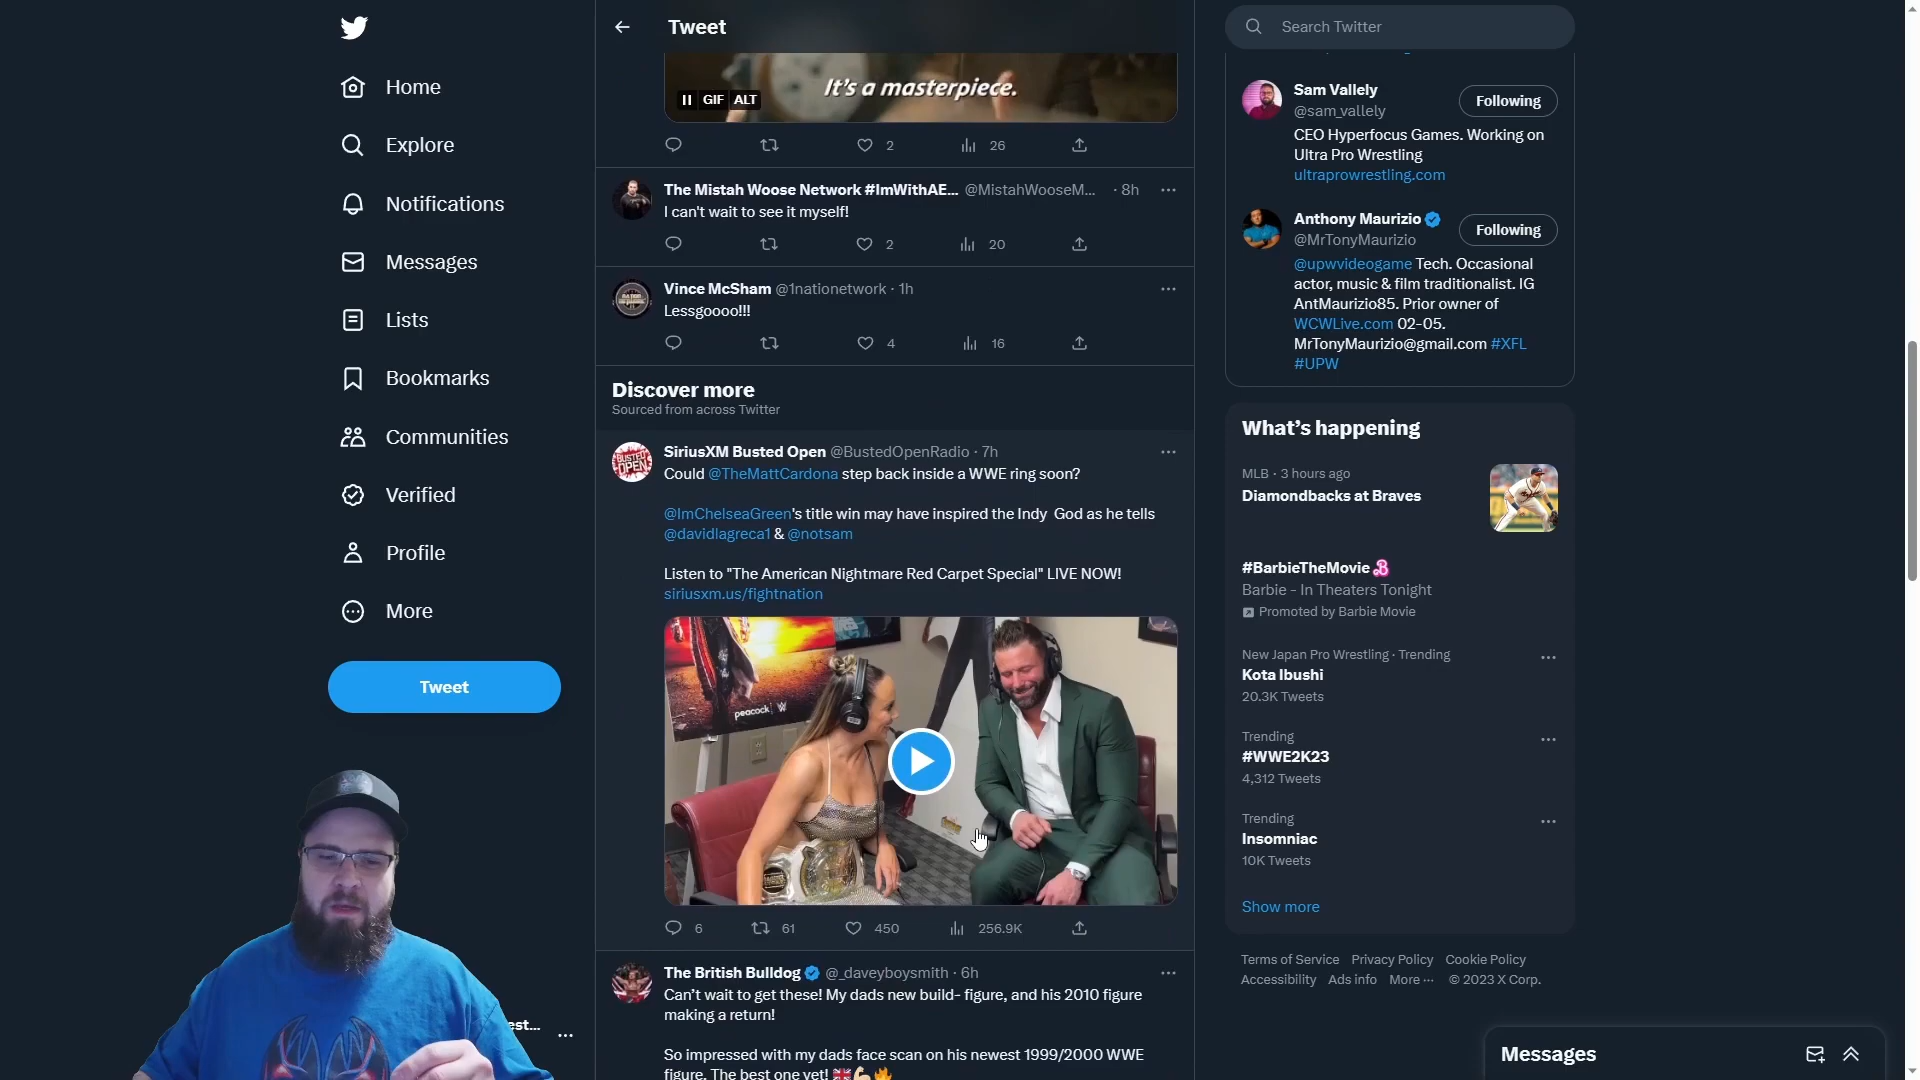 Home
Explore
Notifications
Messages
Lists
Bookmarks
Communities
Verified
Profile
More
Tweet
est...
Tweet
It's a masterpiece.
GIF
ALT
2
26
The Mistah Woose Network #ImWithAE... @MistahWooseM... · 8h
I can't wait to see it myself!
2
20
Vince McSham @1nationetwork · 1h
Lessgoooo!!!
4
16
Discover more
Sourced from across Twitter
SiriusXM Busted Open @BustedOpenRadio · 7h
Could @TheMattCardona step back inside a WWE ring soon?
@ImChelseaGreen's title win may have inspired the Indy God as he tells
@davidlagreca1 & @notsam
Listen to "The American Nightmare Red Carpet Special" LIVE NOW!
siriusxm.us/fightnation
BUSTED OPEN
peacock
6
61
450
256.9K
The British Bulldog @_daveyboysmith · 6h
Can't wait to get these! My dads new build- figure, and his 2010 figure
making a return!
So impressed with my dads face scan on his newest 1999/2000 WWE
figure. The best one yet! 🇬🇧💪🏻🔥
Search Twitter
Sam Vallely
@sam_vallely
Following
CEO Hyperfocus Games. Working on
Ultra Pro Wrestling
ultraprowrestling.com
Anthony Maurizio
@MrTonyMaurizio
Following
@upwvideogame Tech. Occasional
actor, music & film traditionalist. IG
AntMaurizio85. Prior owner of
WCWLive.com 02-05.
MrTonyMaurizio@gmail.com #XFL
#UPW
What's happening
MLB · 3 hours ago
Diamondbacks at Braves
#BarbieTheMovie
Barbie - In Theaters Tonight
Promoted by Barbie Movie
New Japan Pro Wrestling · Trending
Kota Ibushi
20.3K Tweets
Trending
#WWE2K23
4,312 Tweets
Trending
Insomniac
10K Tweets
Show more
Terms of Service Privacy Policy Cookie Policy
Accessibility Ads info More ··· © 2023 X Corp.
Messages